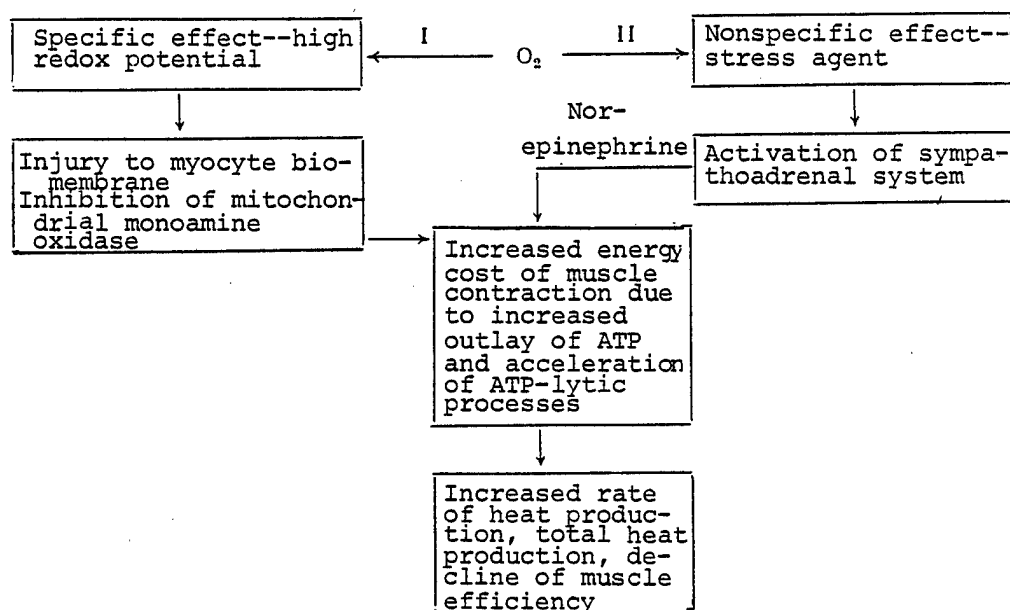 Specific effect--high
redox potential
I
O₂
II
Nonspecific effect--
stress agent
Nor-
epinephrine
Injury to myocyte bio-
membrane
Inhibition of mitochon-
drial monoamine
oxidase
Activation of sympa-
thoadrenal system
Increased energy
cost of muscle
contraction due
to increased
outlay of ATP
and acceleration
of ATP-lytic
processes
Increased rate
of heat produc-
tion, total heat
production, de-
cline of muscle
efficiency